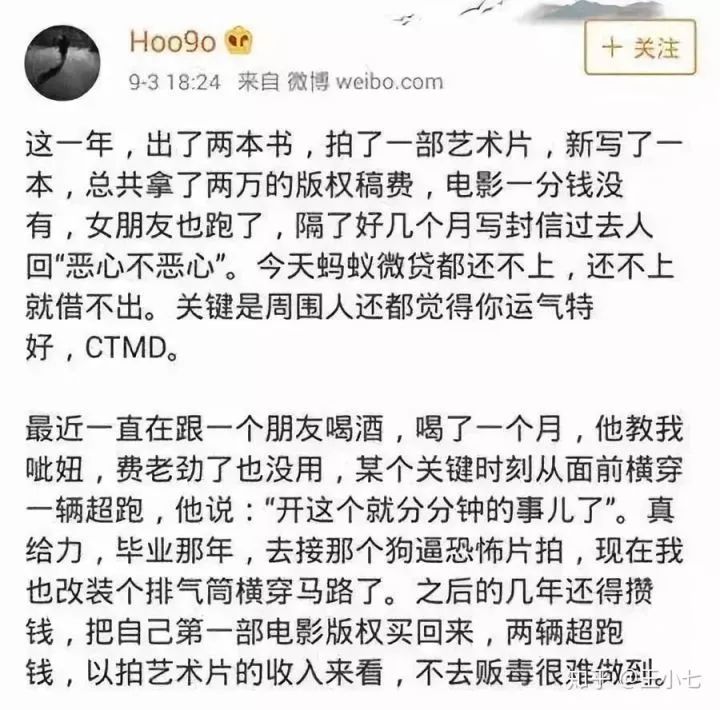 Hoo9o
+ 关注
9-3 18:24 来自 微博 weibo.com
这一年，出了两本书，拍了一部艺术片，新写了一
本，总共拿了两万的版权稿费，电影一分钱没
有，女朋友也跑了，隔了好几个月写封信过去人
回“恶心不恶心”。今天蚂蚁微贷都还不上，还不上
就借不出。关键是周围人还都觉得你运气特
好，CTMD。
最近一直在跟一个朋友喝酒，喝了一个月，他教我
呲妞，费老劲了也没用，某个关键时刻从面前横穿
一辆超跑，他说：“开这个就分分钟的事儿了”。真
给力，毕业那年，去接那个狗逼恐怖片拍，现在我
也改装个排气筒横穿马路了。之后的几年还得攒
钱，把自己第一部电影版权买回来，两辆超跑
钱，以拍艺术片的收入来看，不去贩毒很难做到。
知乎 @王小七